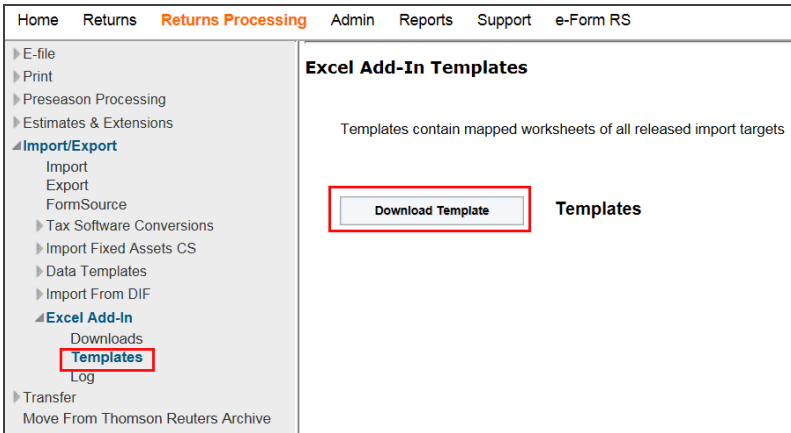 Home Returns Returns Processing Admin Reports Support e-Form RS
E-file
Print
Preseason Processing
Estimates & Extensions
Import/Export
Import
Export
FormSource
Tax Software Conversions
Import Fixed Assets CS
Data Templates
Import From DIF
Excel Add-In
Downloads
Templates
Log
Transfer
Move From Thomson Reuters Archive
Excel Add-In Templates
Templates contain mapped worksheets of all released import targets
Download Template Templates